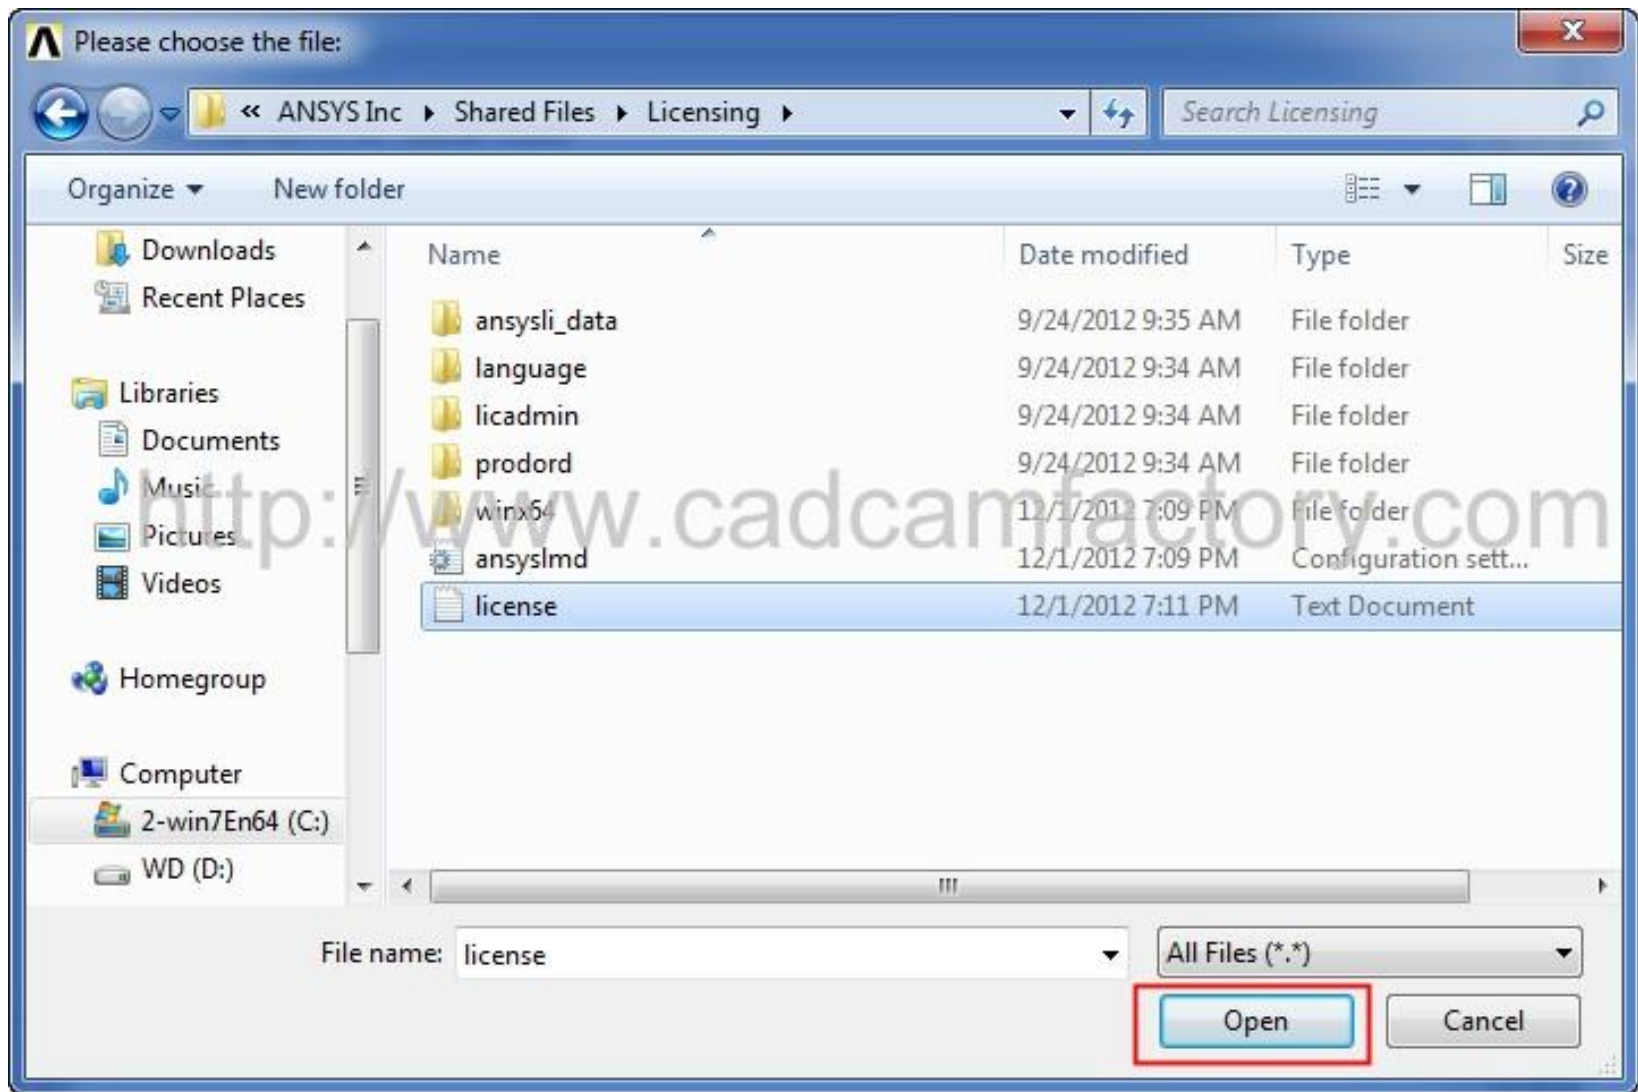 Please choose the file:
« ANSYS Inc Shared Files Licensing
Search Licensing
Organize New folder
Downloads
Recent Places
Libraries
Documents
Music
Pictures
Videos
Homegroup
Computer
2-win7En64 (C:)
WD (D:)
Name Date modified Type Size
ansysli_data 9/24/2012 9:35 AM File folder
language 9/24/2012 9:34 AM File folder
licadmin 9/24/2012 9:34 AM File folder
prodord 9/24/2012 9:34 AM File folder
winx64 12/1/2012 7:09 PM File folder
ansyslmd 12/1/2012 7:09 PM Configuration sett...
license 12/1/2012 7:11 PM Text Document
http://www.cadcamfactory.com
File name: license All Files (*.*)
Open Cancel